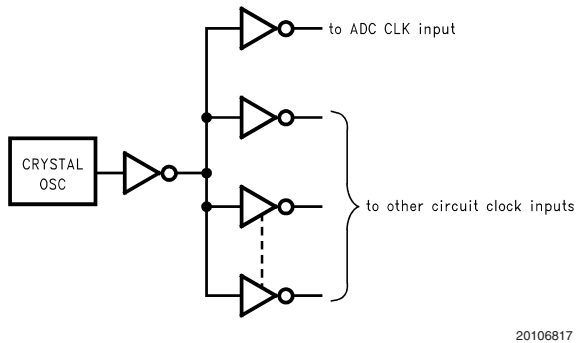 to ADC CLK input
CRYSTAL
OSC
to other circuit clock inputs
20106817